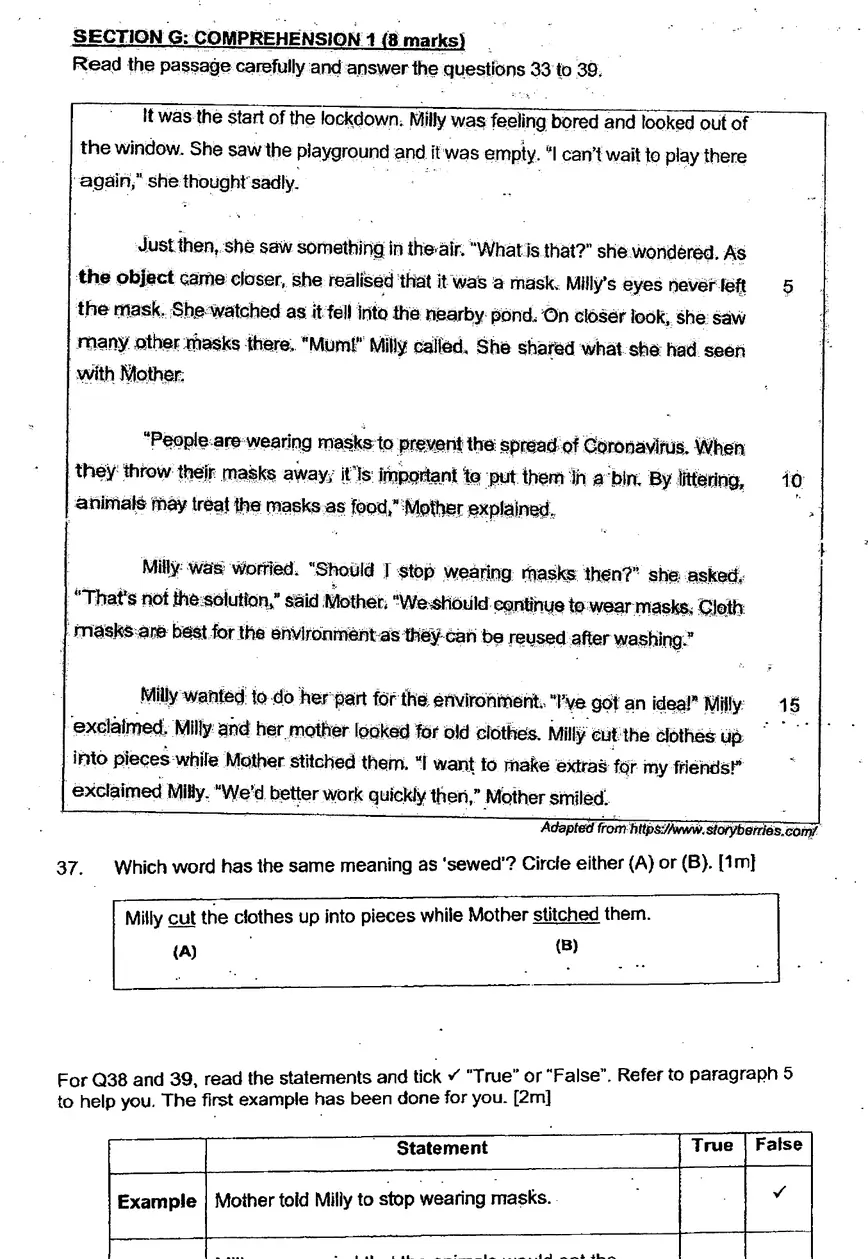 SECTION G: COMPREHENSION 1 (8 marks)
Read the passage carefully and answer the questions 33 to 39.
It was the start of the lockdown. Milly was feeling bored and looked out of
the window. She saw the playground and it was empty. "I can't wait to play there
again," she thought sadly.
Just then, she saw something in the air. "What is that?" she wondered. As
the object came closer, she realised that it was a mask. Milly's eyes never left 5
the mask. She watched as it fell into the nearby pond. On closer look, she saw
many other masks there. "Mum!" Milly called. She shared what she had seen
with Mother.
"People are wearing masks to prevent the spread of Coronavirus. When
they throw their masks away, it is important to put them in a bin. By littering, 10
animals may treat the masks as food," Mother explained.
Milly was worried. "Should I stop wearing masks then?" she asked.
"That's not the solution," said Mother. "We should continue to wear masks. Cloth
masks are best for the environment as they can be reused after washing."
Milly wanted to do her part for the environment. "I've got an idea!" Milly 15
exclaimed. Milly and her mother looked for old clothes. Milly cut the clothes up
into pieces while Mother stitched them. "I want to make extras for my friends!"
exclaimed Milly. "We'd better work quickly then," Mother smiled.
Adapted from https://www.storyberries.com/
37. Which word has the same meaning as 'sewed'? Circle either (A) or (B). [1m]
Milly cut the clothes up into pieces while Mother stitched them.
(A) (B)
For Q38 and 39, read the statements and tick ✓ "True" or "False". Refer to paragraph 5
to help you. The first example has been done for you. [2m]
Statement True False
Example Mother told Milly to stop wearing masks. ✓